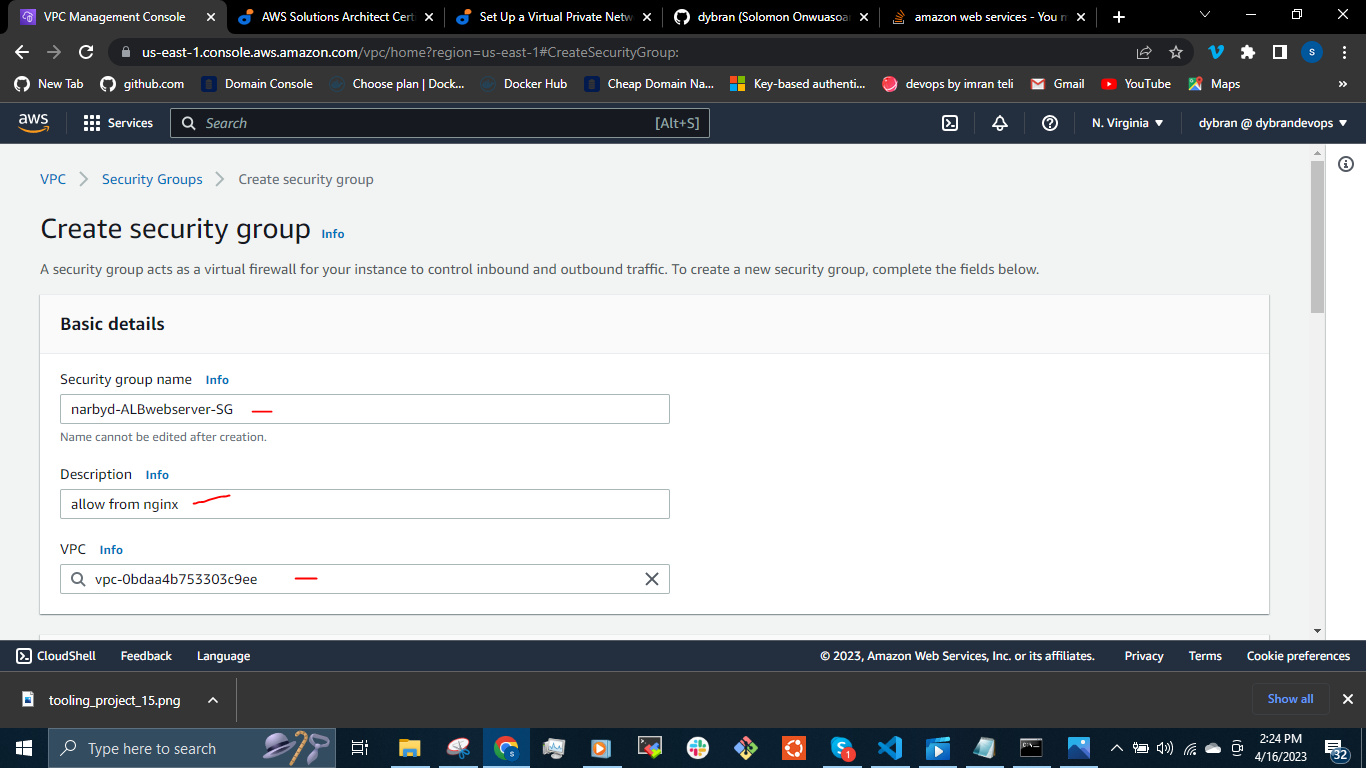 VPC Management Console
AWS Solutions Architect Cert
Set Up a Virtual Private Netw
dybran (Solomon Onwuasoa
amazon web services - You n
us-east-1.console.aws.amazon.com/vpc/home?region=us-east-1#CreateSecurityGroup:
S
New Tab
github.com
Domain Console
Choose plan | Dock...
Docker Hub
Cheap Domain Na...
Key-based authenti...
devops by imran teli
Gmail
YouTube
Maps
»
aws
Services
Search
[Alt+S]
N. Virginia
dybran @ dybrandevops
VPC
Security Groups
Create security group
Create security group Info
A security group acts as a virtual firewall for your instance to control inbound and outbound traffic. To create a new security group, complete the fields below.
Basic details
Security group name Info
narbyd-ALBwebserver-SG
Name cannot be edited after creation.
Description Info
allow from nginx
VPC Info
vpc-0bdaa4b753303c9ee
CloudShell
Feedback
Language
© 2023, Amazon Web Services, Inc. or its affiliates.
Privacy
Terms
Cookie preferences
tooling_project_15.png
Show all
Type here to search
1
2:24 PM
4/16/2023
32